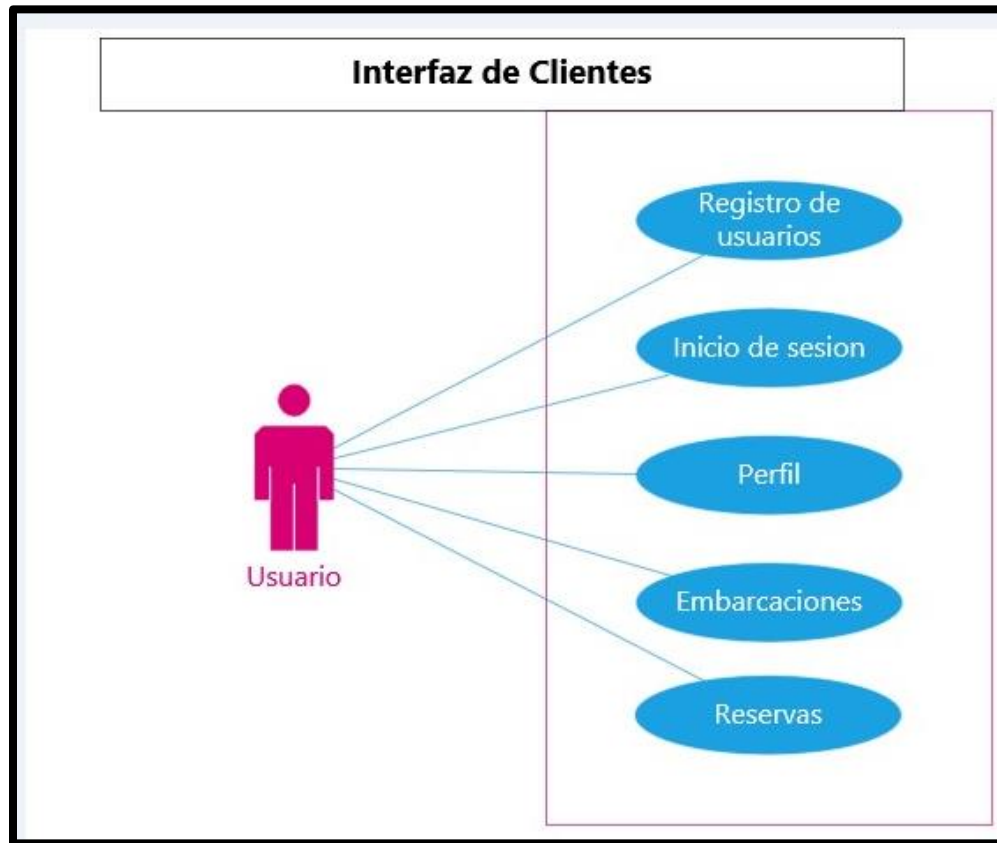 Interfaz de Clientes
Registro de
usuarios
Inicio de sesion
Perfil
Usuario
Embarcaciones
Reservas